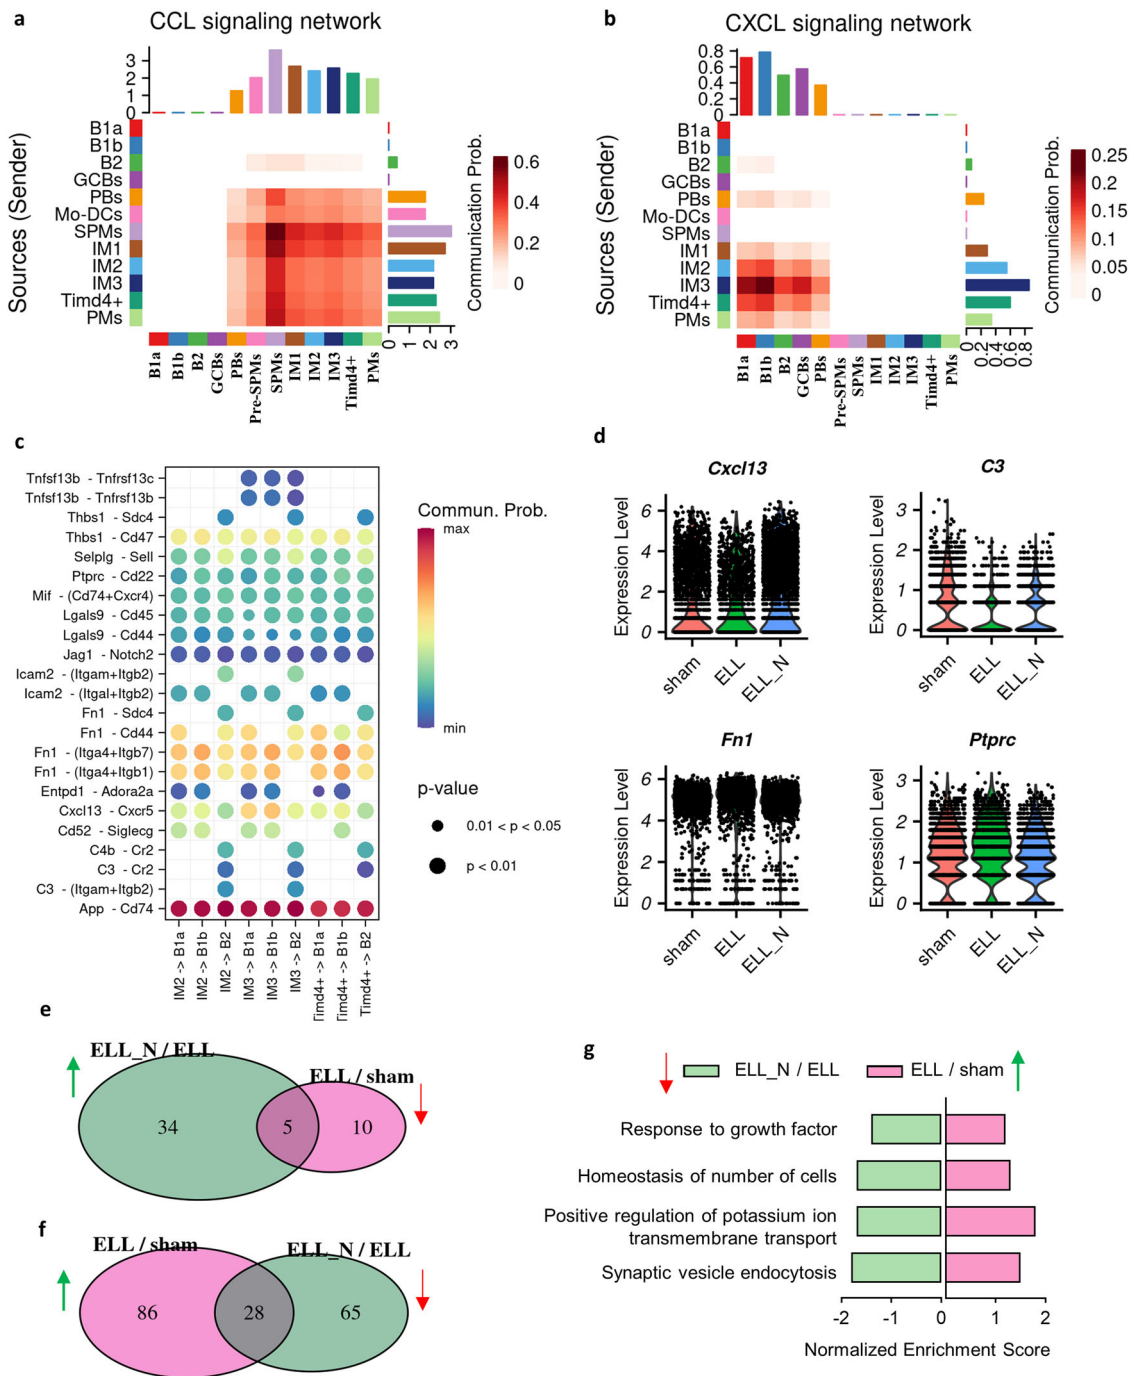 a
CCL signaling network
3
2
1
0
Sources (Sender)
B1a
B1b
B2
GCBs
PBs
Mo-DCs
SPMs
IM1
IM2
IM3
Timd4+
PMs
B1a
B1b
B2
GCBs
PBs
Pre-SPMs
SPMs
IM1
IM2
IM3
Timd4+
PMs
0
1
2
3
Communication Prob.
0.6
0.4
0.2
0
b
CXCL signaling network
0.8
0.6
0.4
0.2
0
Sources (Sender)
B1a
B1b
B2
GCBs
PBs
Mo-DCs
SPMs
IM1
IM2
IM3
Timd4+
PMs
B1a
B1b
B2
GCBs
PBs
Pre-SPMs
SPMs
IM1
IM2
IM3
Timd4+
PMs
0
0.2
0.4
0.6
0.8
Communication Prob.
0.25
0.20
0.15
0.10
0.05
0
c
Tnfsf13b - Tnfrsf13c
Tnfsf13b - Tnfrsf13b
Thbs1 - Sdc4
Thbs1 - Cd47
Selplg - Sell
Ptprc - Cd22
Mif - (Cd74+Cxcr4)
Lgals9 - Cd45
Lgals9 - Cd44
Jag1 - Notch2
Icam2 - (Itgam+Itgb2)
Icam2 - (Itgal+Itgb2)
Fn1 - Sdc4
Fn1 - Cd44
Fn1 - (Itga4+Itgb7)
Fn1 - (Itga4+Itgb1)
Entpd1 - Adora2a
Cxcl13 - Cxcr5
Cd52 - Siglecg
C4b - Cr2
C3 - Cr2
C3 - (Itgam+Itgb2)
App - Cd74
IM2 -> B1a
IM2 -> B1b
IM2 -> B2
IM3 -> B1a
IM3 -> B1b
IM3 -> B2
Timd4+ -> B1a
Timd4+ -> B1b
Timd4+ -> B2
Commun. Prob.
max
min
p-value
0.01 < p < 0.05
p < 0.01
d
Cxcl13
Expression Level
6
4
2
0
sham
ELL
ELL_N
C3
Expression Level
3
2
1
0
sham
ELL
ELL_N
Fn1
Expression Level
6
4
2
0
sham
ELL
ELL_N
Ptprc
Expression Level
3
2
1
0
sham
ELL
ELL_N
e
ELL_N / ELL
ELL / sham
34
5
10
f
ELL / sham
ELL_N / ELL
86
28
65
g
ELL_N / ELL
ELL / sham
Response to growth factor
Homeostasis of number of cells
Positive regulation of potassium ion
transmembrane transport
Synaptic vesicle endocytosis
-2
-1
0
1
2
Normalized Enrichment Score